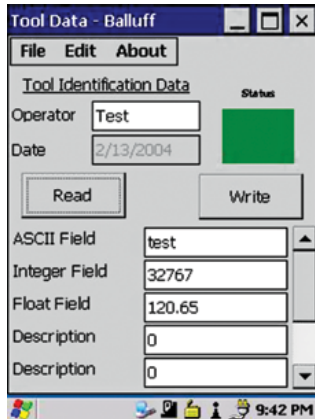 Tool Data - Balluff
File Edit About
Tool Identification Data
Status
Operator Test
Date 2/13/2004
Read Write
ASCII Field test
Integer Field 32767
Float Field 120.65
Description 0
Description 0
9:42 PM